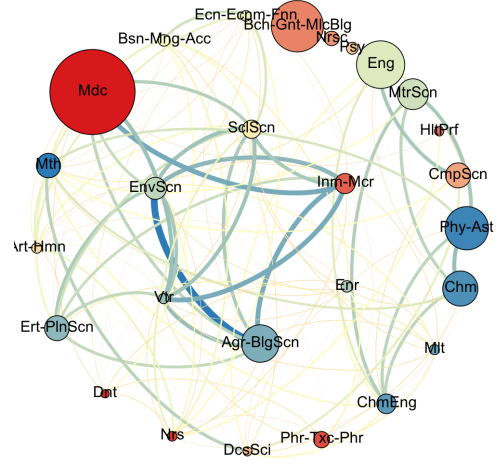 Ecn-Ecnm-Fnn
Bch-Gnt-MlcBlg
Bsn-Mng-Acc
Nrsc
Psy
Eng
Mdc
MtrScn
SclScn
HltPrf
Mth
EnvScn
Inm-Mcr
CmpScn
Phy-Ast
Art-Hmn
Vtr
Enr
Chm
Ert-PlnScn
Agr-BlgScn
Mlt
Dnt
ChmEng
Nrs
DcsSci
Phr-Txc-Phr